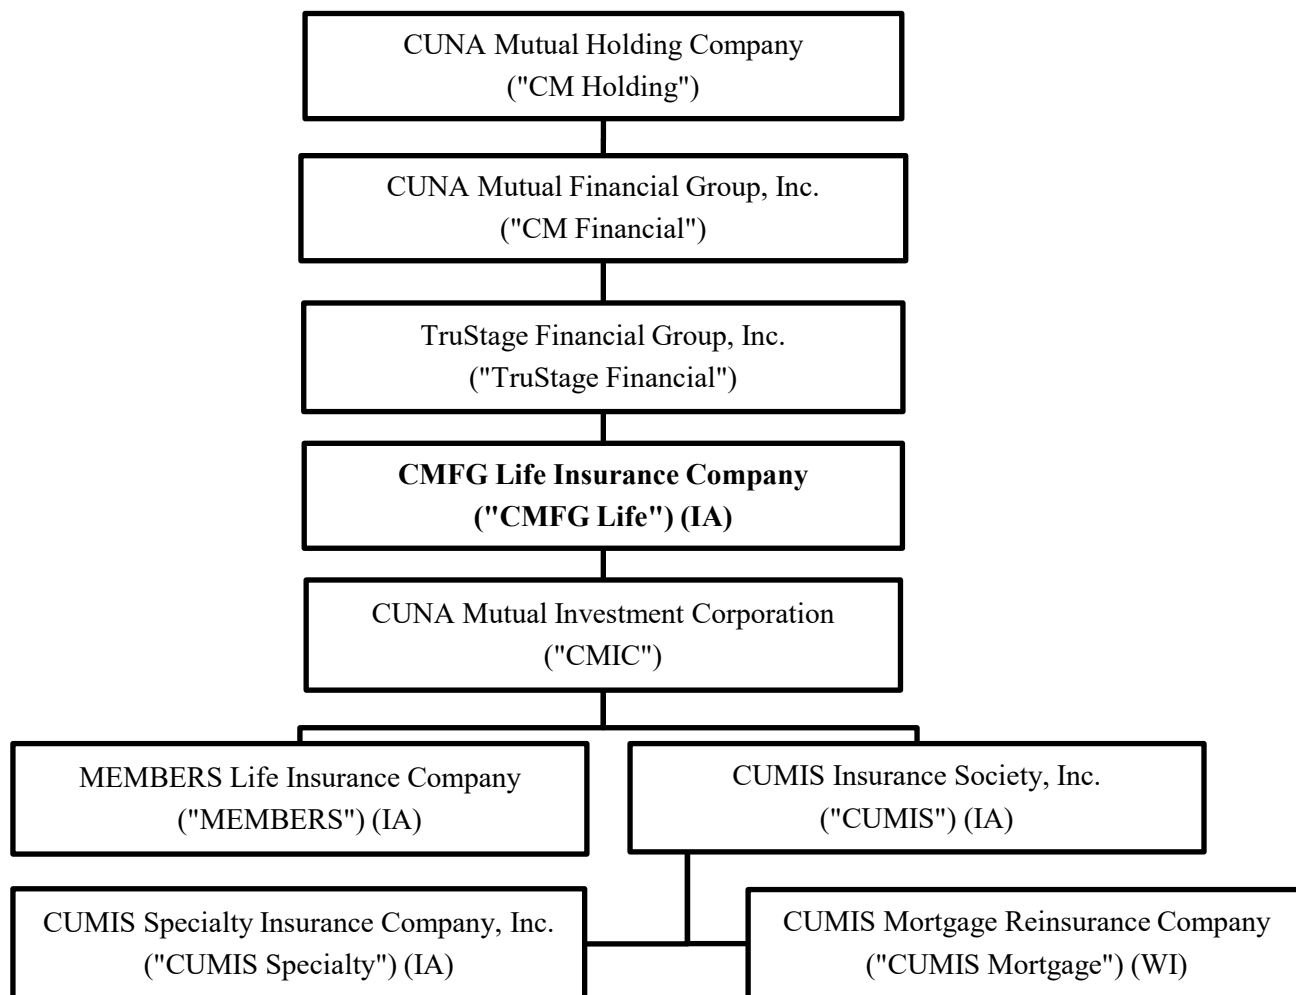 CUNA Mutual Holding Company
("CM Holding")
CUNA Mutual Financial Group, Inc.
("CM Financial")
TruStage Financial Group, Inc.
("TruStage Financial")
CMFG Life Insurance Company
("CMFG Life") (IA)
CUNA Mutual Investment Corporation
("CMIC")
MEMBERS Life Insurance Company
("MEMBERS") (IA)
CUMIS Insurance Society, Inc.
("CUMIS") (IA)
CUMIS Specialty Insurance Company, Inc.
("CUMIS Specialty") (IA)
CUMIS Mortgage Reinsurance Company
("CUMIS Mortgage") (WI)